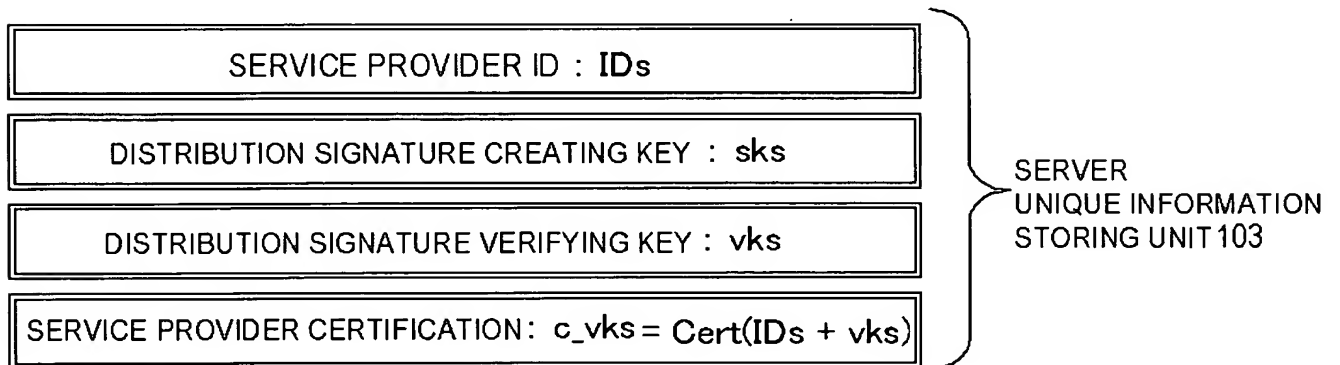 SERVICE PROVIDER ID : IDs
DISTRIBUTION SIGNATURE CREATING KEY : sks
DISTRIBUTION SIGNATURE VERIFYING KEY : vks
SERVICE PROVIDER CERTIFICATION: c_vks = Cert(IDs + vks)
SERVER
UNIQUE INFORMATION
STORING UNIT 103